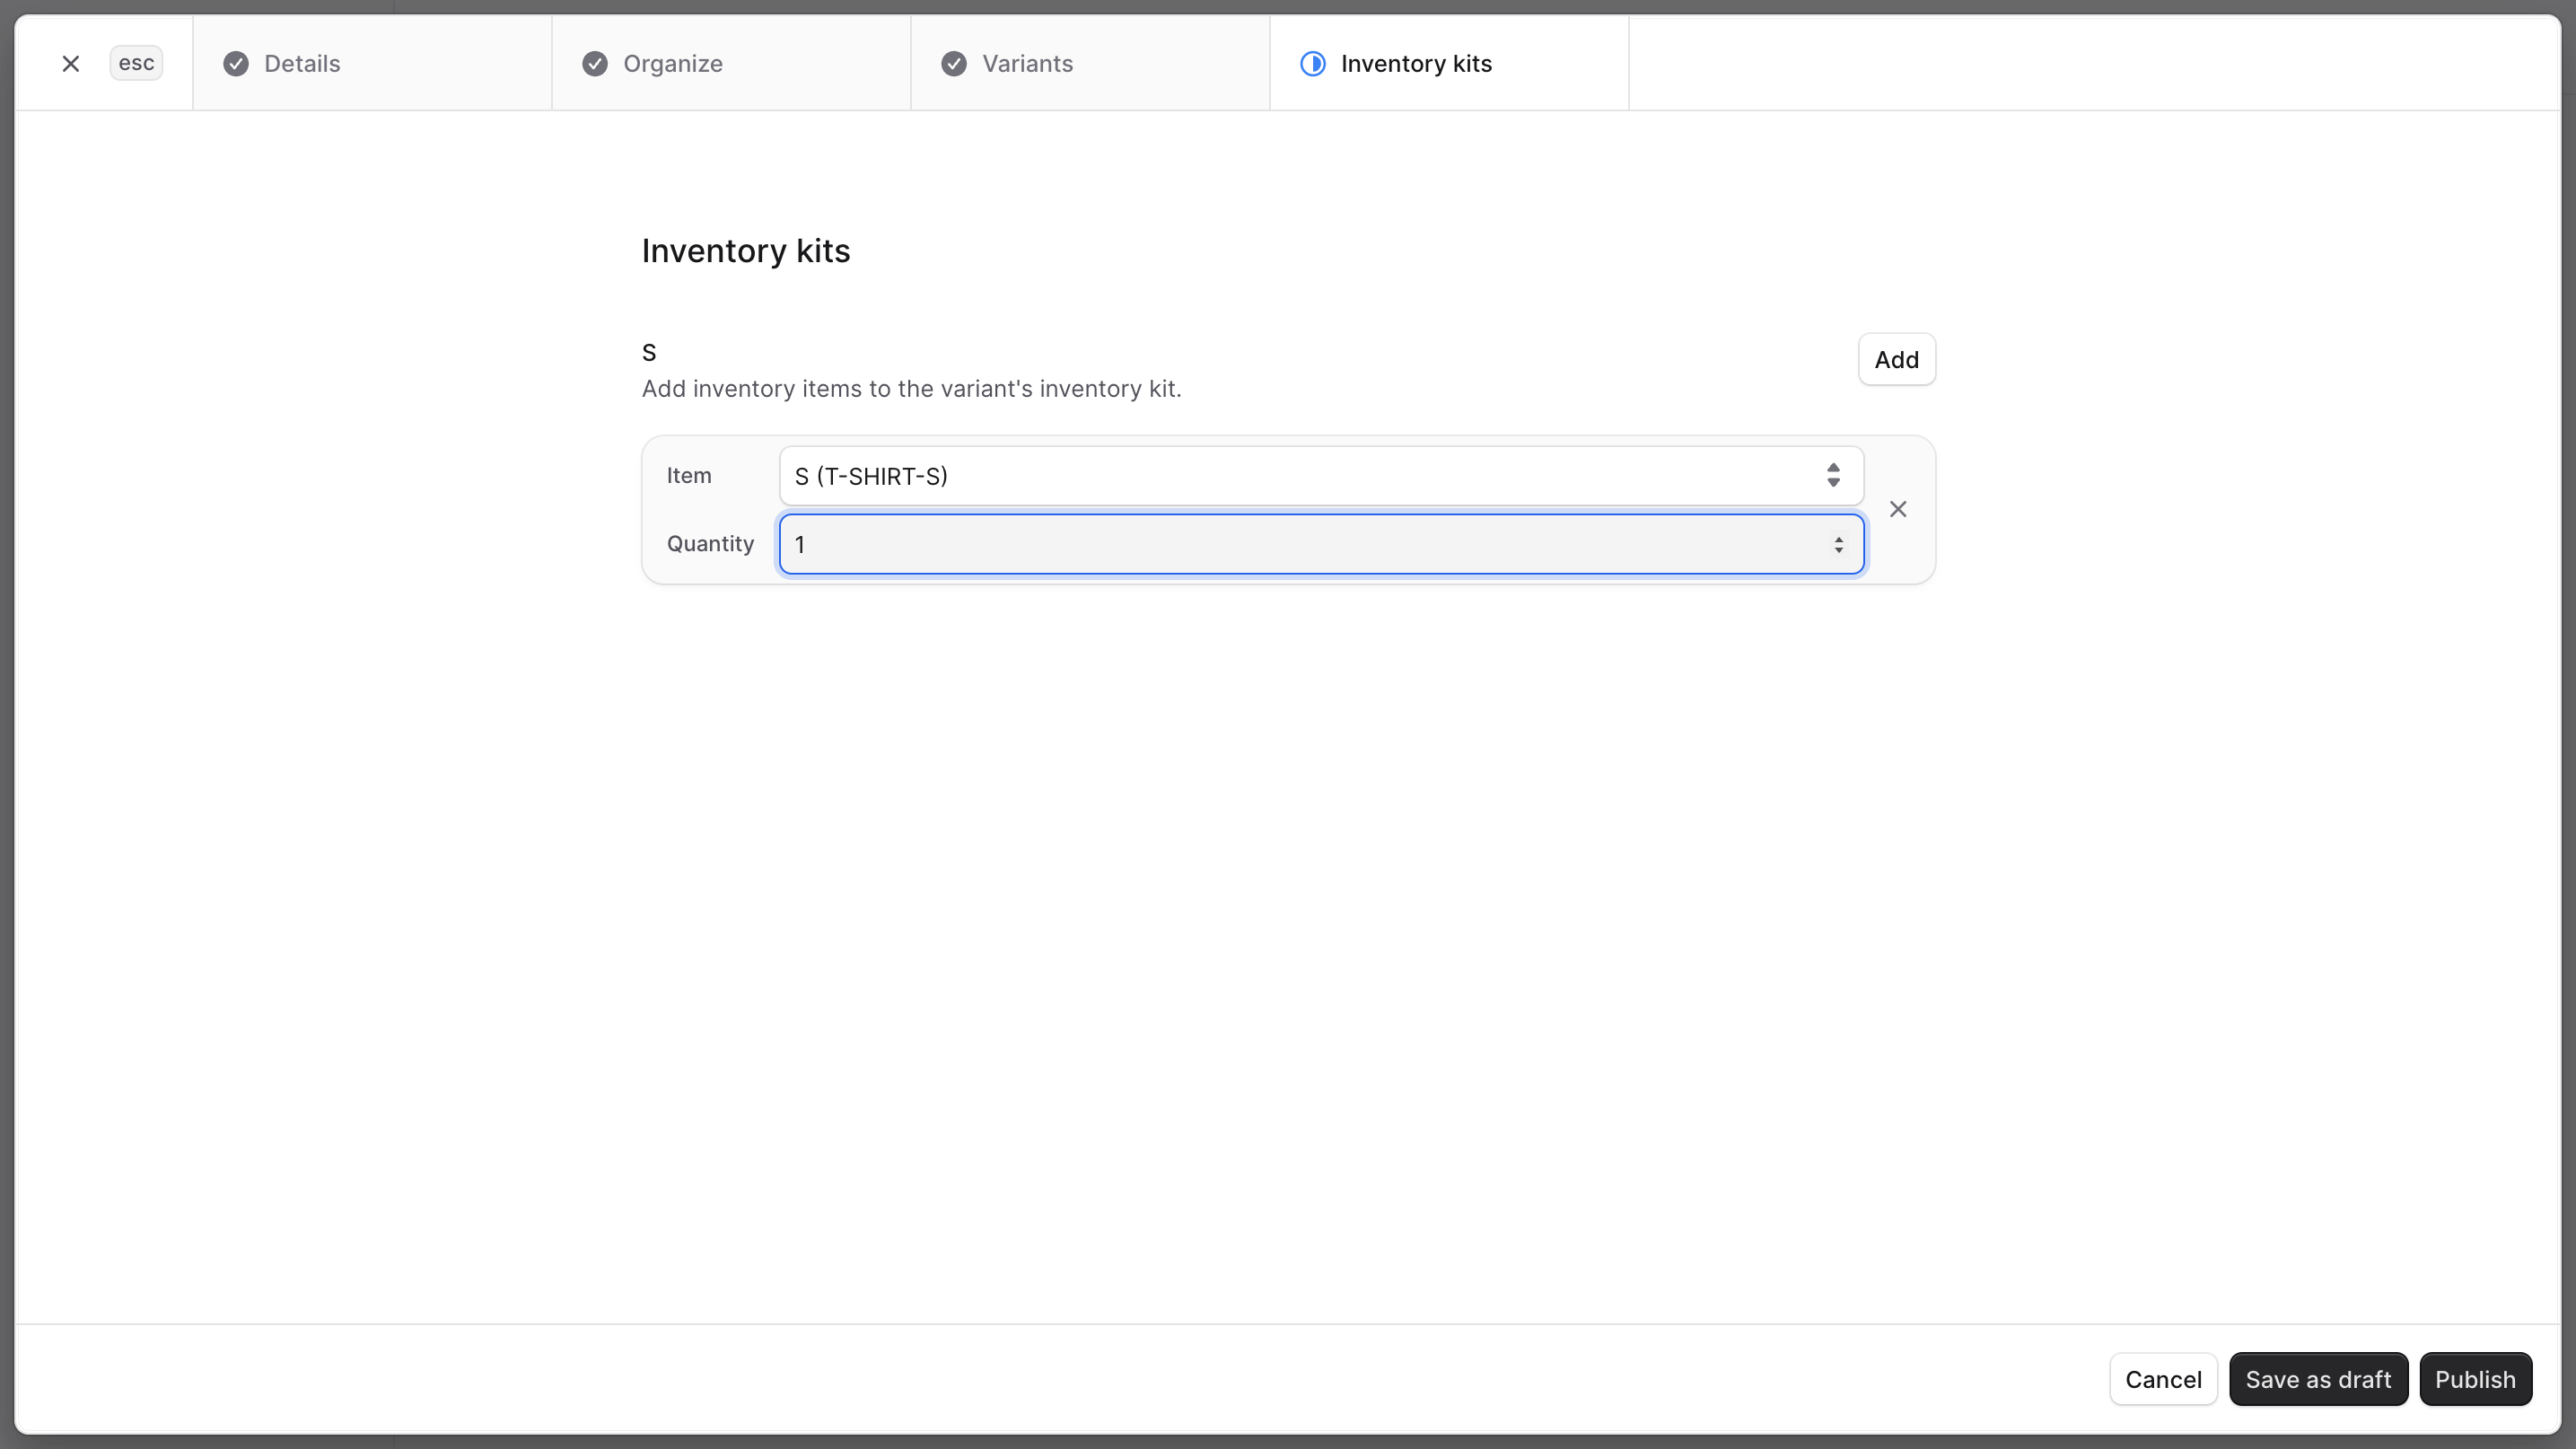 esc
Details
Organize
Variants
Inventory kits
Inventory kits
S
Add inventory items to the variant's inventory kit.
Add
Item
S (T-SHIRT-S)
Quantity
1
Cancel
Save as draft
Publish